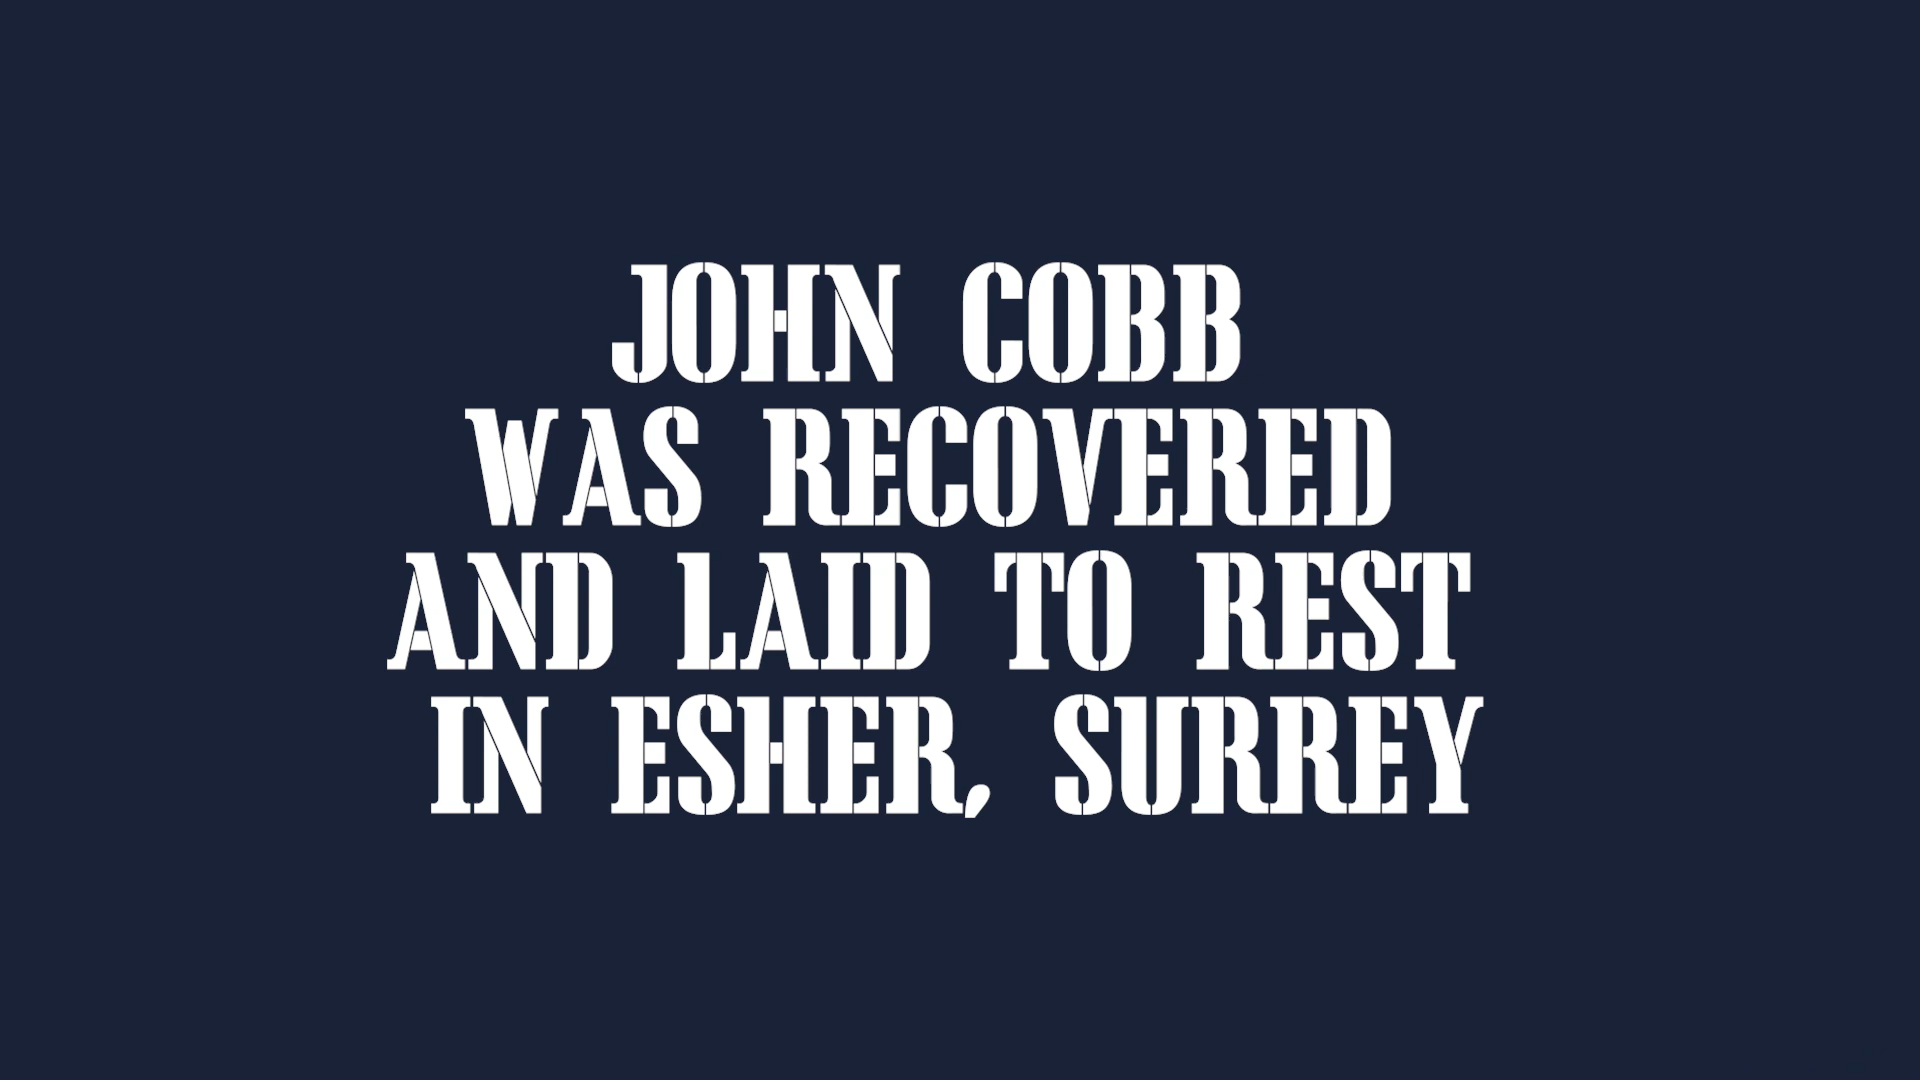 JOHN COBB
WAS RECOVERED
AND LAID TO REST
IN ESHER, SURREY